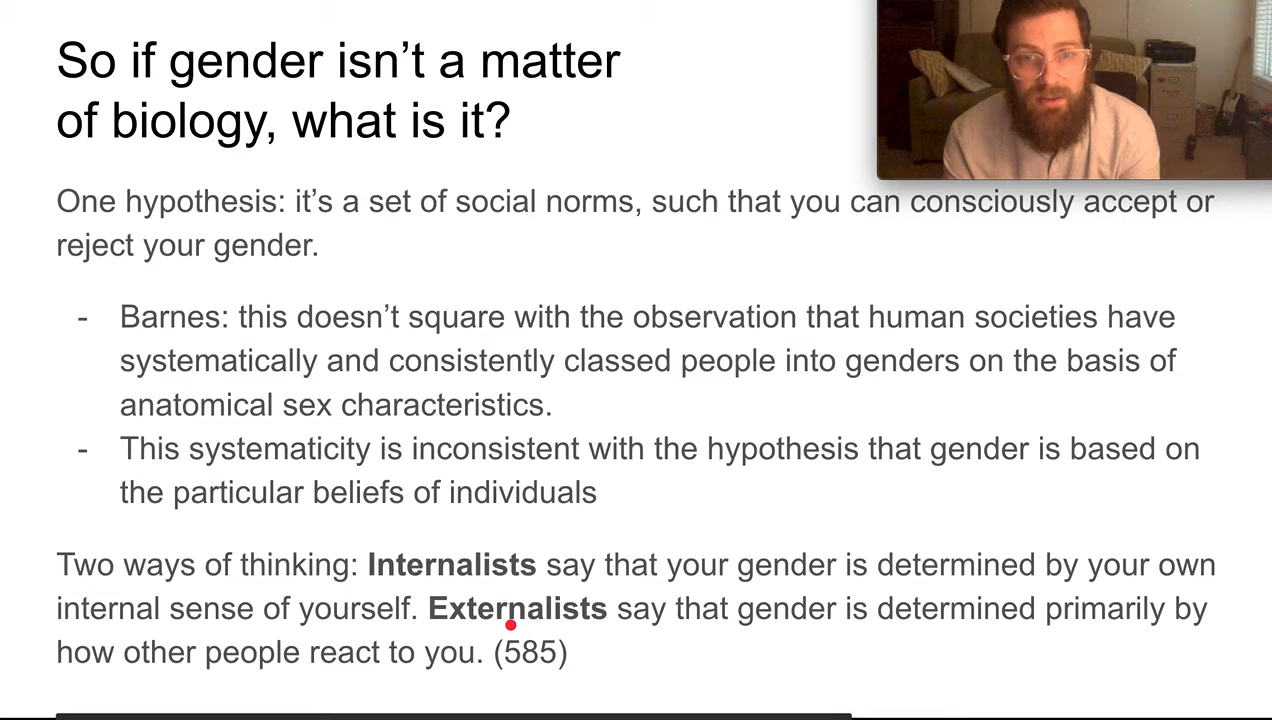 So if gender isn’t a matter
of biology, what is it?
One hypothesis: it’s a set of social norms, such that you can consciously accept or
reject your gender.
- Barnes: this doesn’t square with the observation that human societies have
systematically and consistently classed people into genders on the basis of
anatomical sex characteristics.
- This systematicity is inconsistent with the hypothesis that gender is based on
the particular beliefs of individuals
Two ways of thinking: Internalists say that your gender is determined by your own
internal sense of yourself. Externalists say that gender is determined primarily by
how other people react to you. (585)